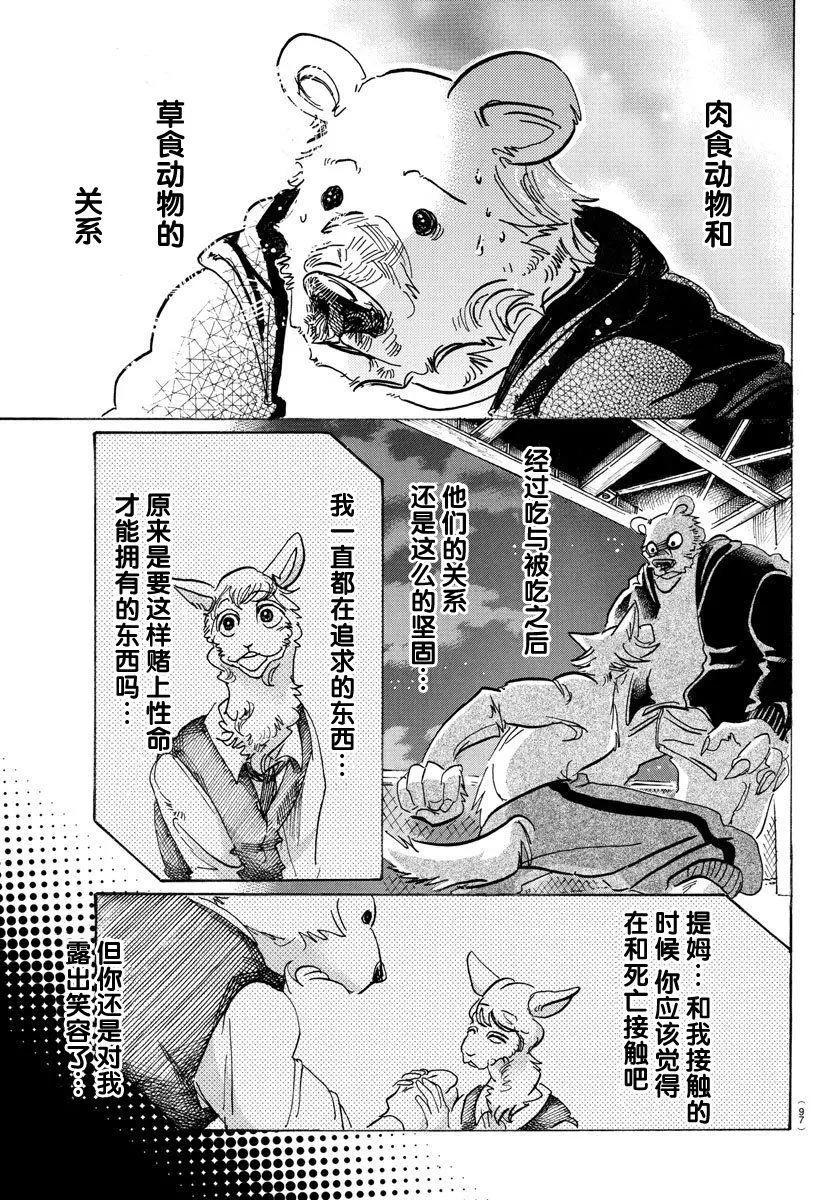 肉食动物和
草食动物的
关系
经过吃与被吃之后
他们的关系
还是这么的坚固…
我一直都在追求的东西…
原来是要这样赌上性命
才能拥有的东西吗…
提姆…和我接触的
时候 你应该觉得
在和死亡接触吧
但你还是对我
露出笑容了…
(97)